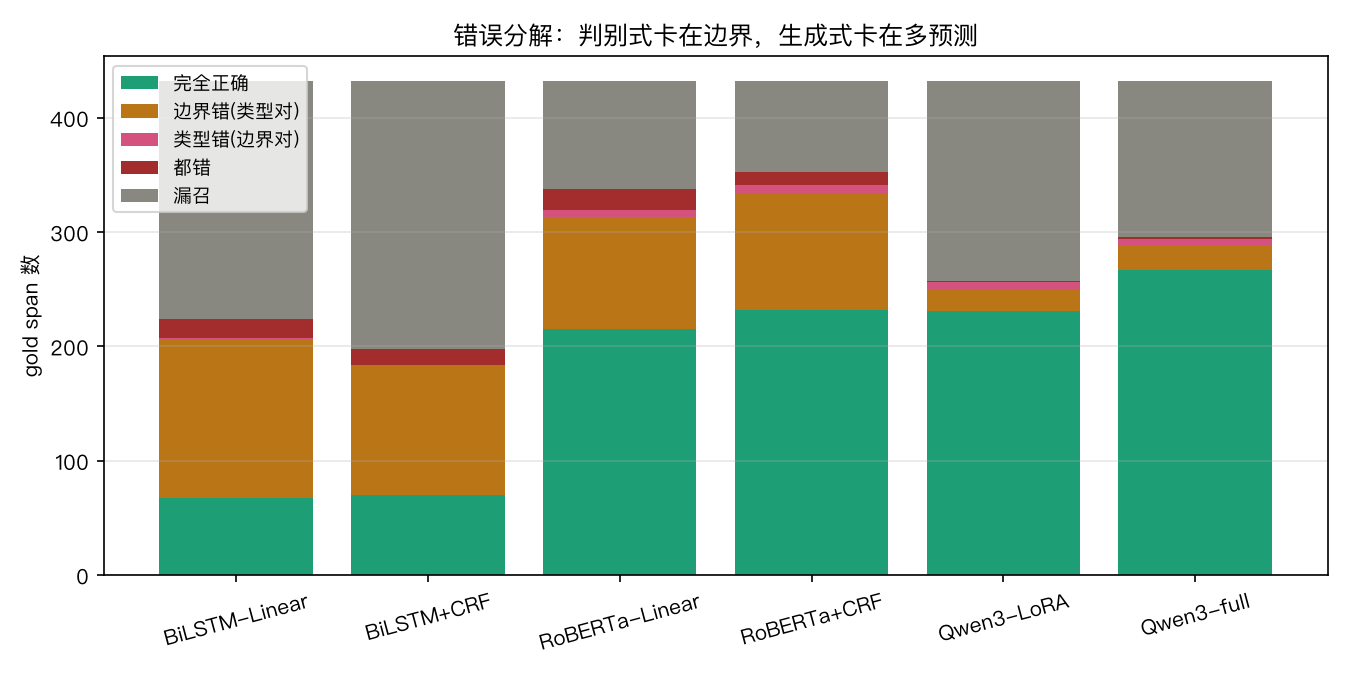 错误分解：判别式卡在边界，生成式卡在多预测
完全正确
边界错(类型对)
类型错(边界对)
都错
漏召
gold span 数
400
300
200
100
0
BiLSTM-Linear
BiLSTM+CRF
RoBERTa-Linear
RoBERTa+CRF
Qwen3-LoRA
Qwen3-full